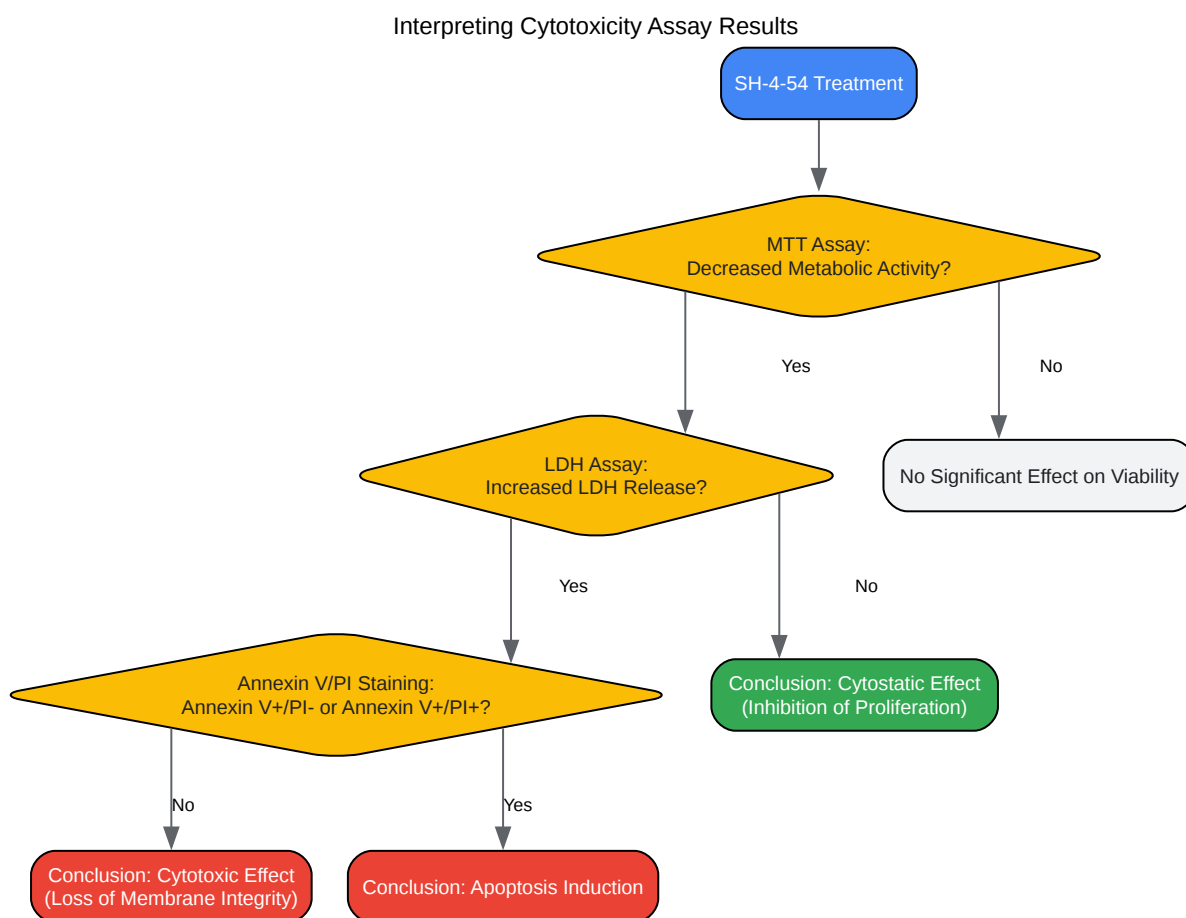 Interpreting Cytotoxicity Assay Results
SH-4-54 Treatment
MTT Assay:
Decreased Metabolic Activity?
Yes
No
LDH Assay:
Increased LDH Release?
No Significant Effect on Viability
Yes
No
Annexin V/PI Staining:
Annexin V+/PI- or Annexin V+/PI+?
Conclusion: Cytostatic Effect
(Inhibition of Proliferation)
No
Yes
Conclusion: Cytotoxic Effect
(Loss of Membrane Integrity)
Conclusion: Apoptosis Induction